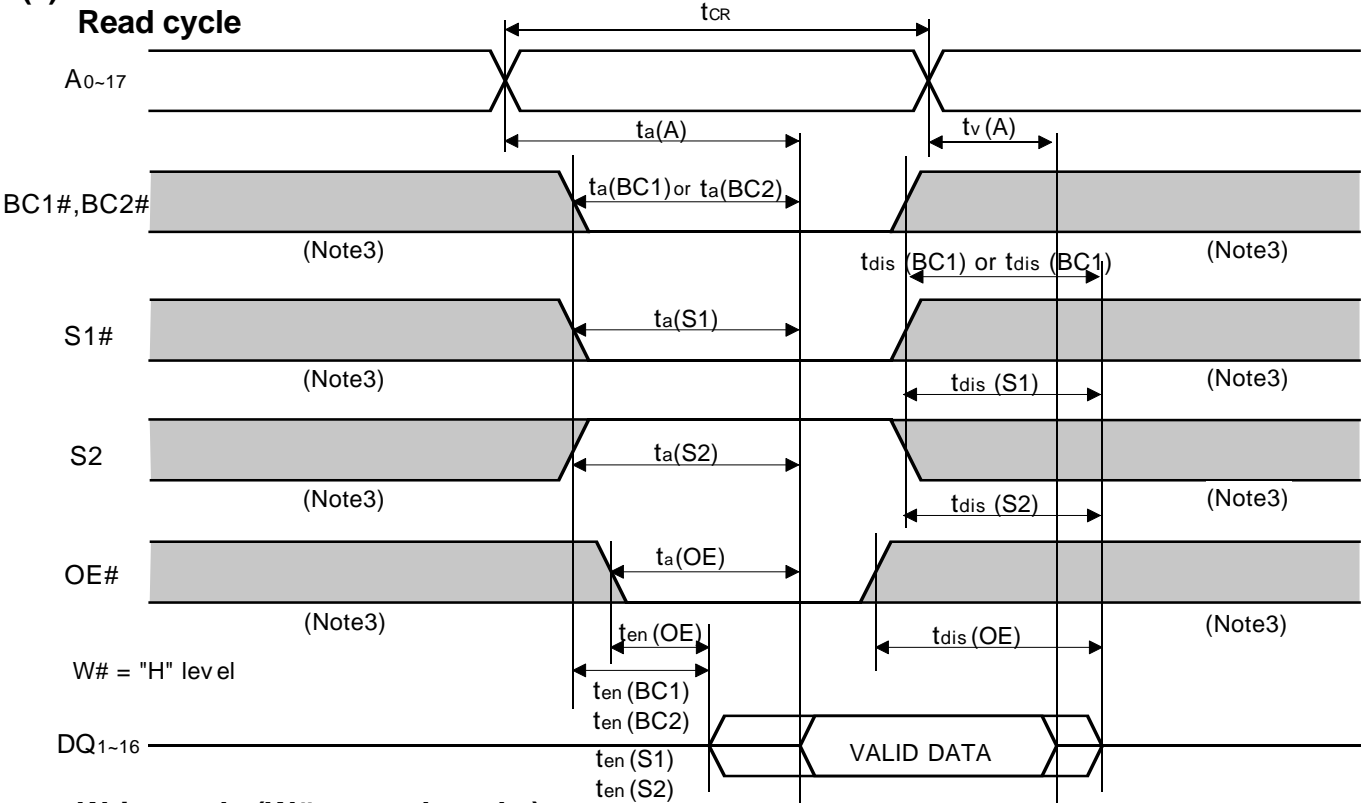 Read cycle
tCR
A0~17
ta(A)
tv (A)
BC1#,BC2#
ta(BC1) or ta(BC2)
(Note3)
(Note3)
tdis (BC1) or tdis (BC1)
S1#
ta(S1)
(Note3)
(Note3)
tdis (S1)
S2
ta(S2)
(Note3)
(Note3)
tdis (S2)
OE#
ta(OE)
(Note3)
(Note3)
ten (OE)
tdis (OE)
W# = "H" level
ten (BC1)
ten (BC2)
DQ1~16
VALID DATA
ten (S1)
ten (S2)